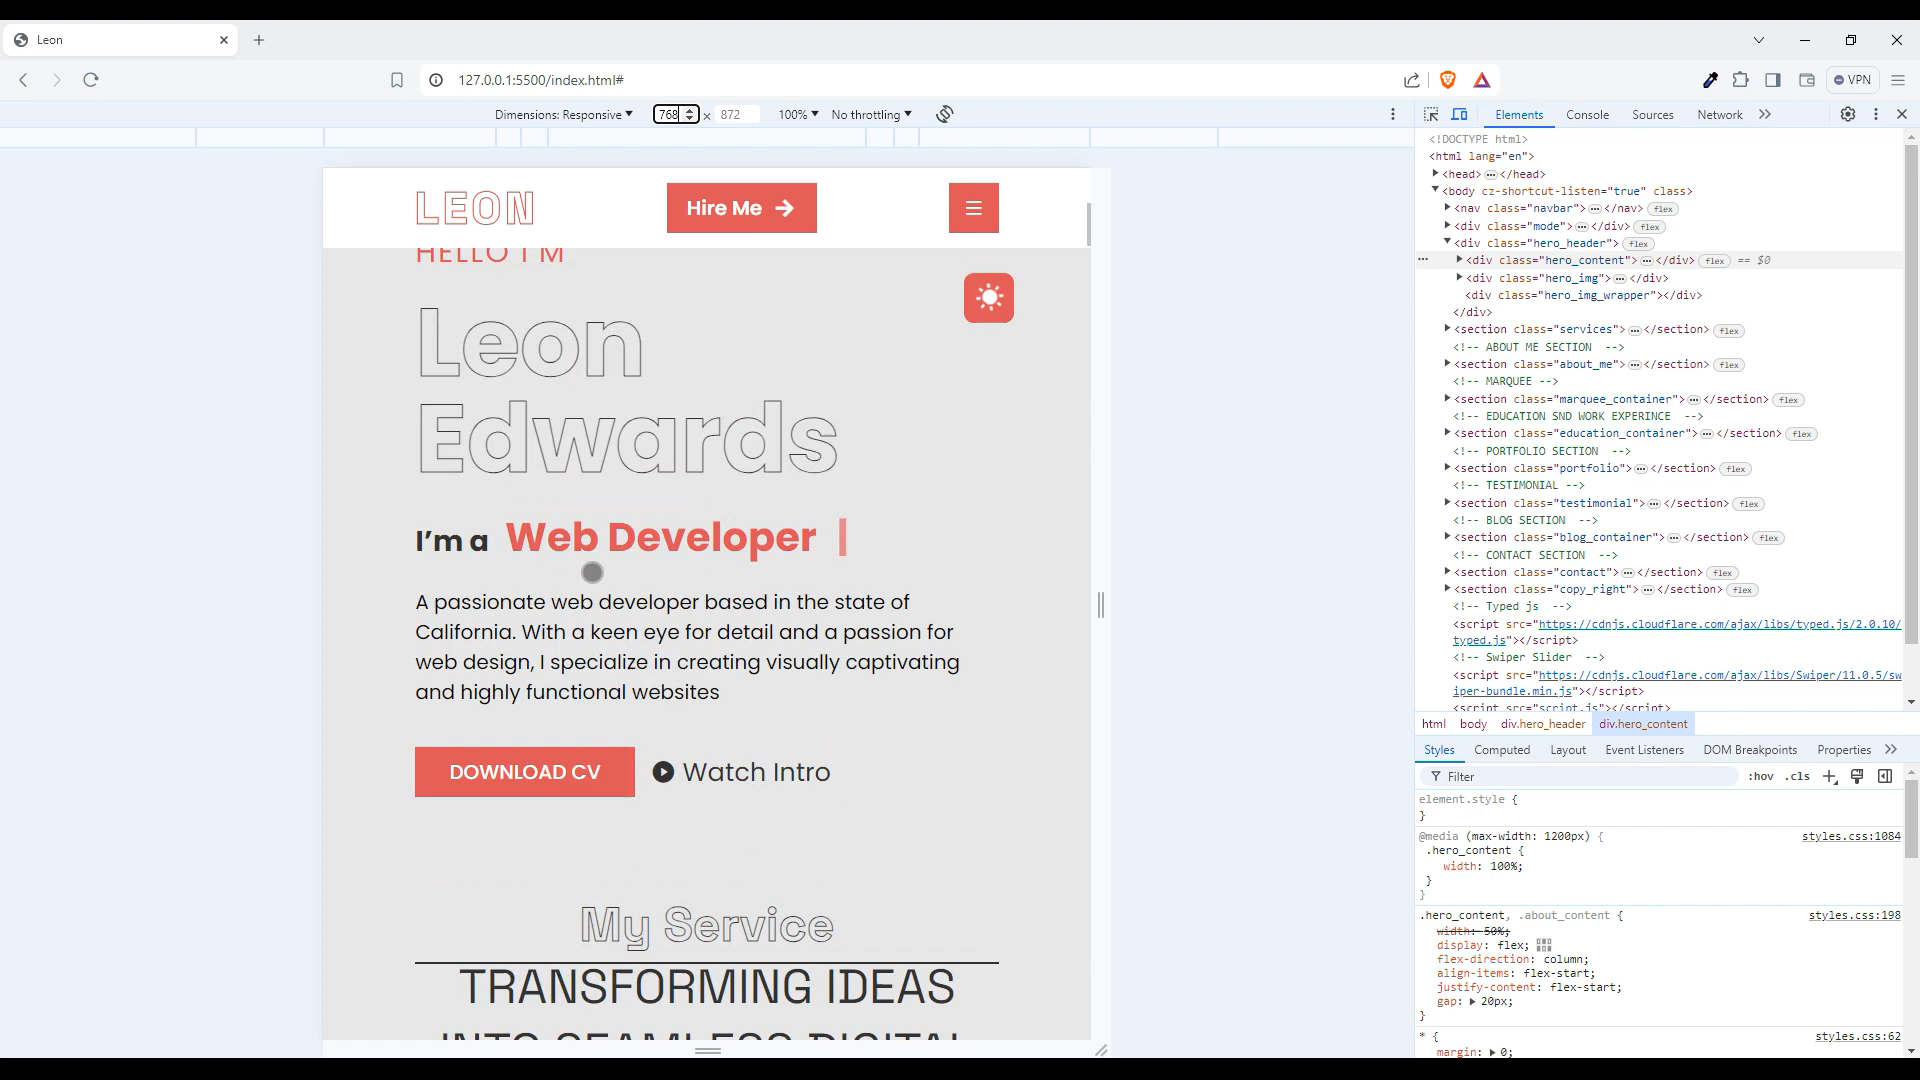 Leon
127.0.0.1:5500/index.html#
VPN
Dimensions: Responsive 768 × 872 100% No throttling
LEON
Hire Me
HELLO I'M
Leon
Edwards
I'm a Web Developer |
A passionate web developer based in the state of
California. With a keen eye for detail and a passion for
web design, I specialize in creating visually captivating
and highly functional websites
DOWNLOAD CV
Watch Intro
My Service
TRANSFORMING IDEAS
INTO SEAMLESS DIGITAL
Elements Console Sources Network
<!DOCTYPE html>
<html lang="en">
<head> … </head>
<body cz-shortcut-listen="true" class>
<nav class="navbar"> … </nav> flex
<div class="mode"> … </div> flex
<div class="hero_header"> flex
<div class="hero_content"> … </div> flex == $0
<div class="hero_img"> … </div>
<div class="hero_img_wrapper"></div>
</div>
<section class="services"> … </section> flex
<!-- ABOUT ME SECTION -->
<section class="about_me"> … </section> flex
<!-- MARQUEE -->
<section class="marquee_container"> … </section> flex
<!-- EDUCATION SND WORK EXPERINCE -->
<section class="education_container"> … </section> flex
<!-- PORTFOLIO SECTION -->
<section class="portfolio"> … </section> flex
<!-- TESTIMONIAL -->
<section class="testimonial"> … </section> flex
<!-- BLOG SECTION -->
<section class="blog_container"> … </section> flex
<!-- CONTACT SECTION -->
<section class="contact"> … </section> flex
<section class="copy_right"> … </section> flex
<!-- Typed js -->
<script src="https://cdnjs.cloudflare.com/ajax/libs/typed.js/2.0.10/
typed.js"></script>
<!-- Swiper Slider -->
<script src="https://cdnjs.cloudflare.com/ajax/libs/Swiper/11.0.5/sw
iper-bundle.min.js"></script>
<script src="script.js"></script>
html body div.hero_header div.hero_content
Styles Computed Layout Event Listeners DOM Breakpoints Properties
Filter :hov .cls
element.style {
}
@media (max-width: 1200px) { styles.css:1084
.hero_content {
width: 100%;
}
}
.hero_content, .about_content { styles.css:198
width: 50%;
display: flex;
flex-direction: column;
align-items: flex-start;
justify-content: flex-start;
gap: 20px;
}
* { styles.css:62
margin: 0;